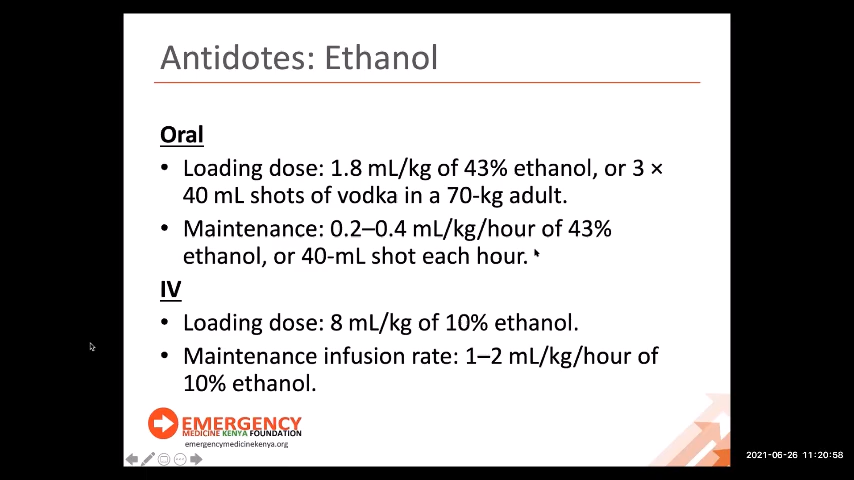 Antidotes: Ethanol
Oral
• Loading dose: 1.8 mL/kg of 43% ethanol, or 3 ×
40 mL shots of vodka in a 70-kg adult.
• Maintenance: 0.2–0.4 mL/kg/hour of 43%
ethanol, or 40-mL shot each hour.
IV
• Loading dose: 8 mL/kg of 10% ethanol.
• Maintenance infusion rate: 1–2 mL/kg/hour of
10% ethanol.
EMERGENCY
MEDICINE KENYA FOUNDATION
emergencymedicinekenya.org
2021-06-26 11:20:58